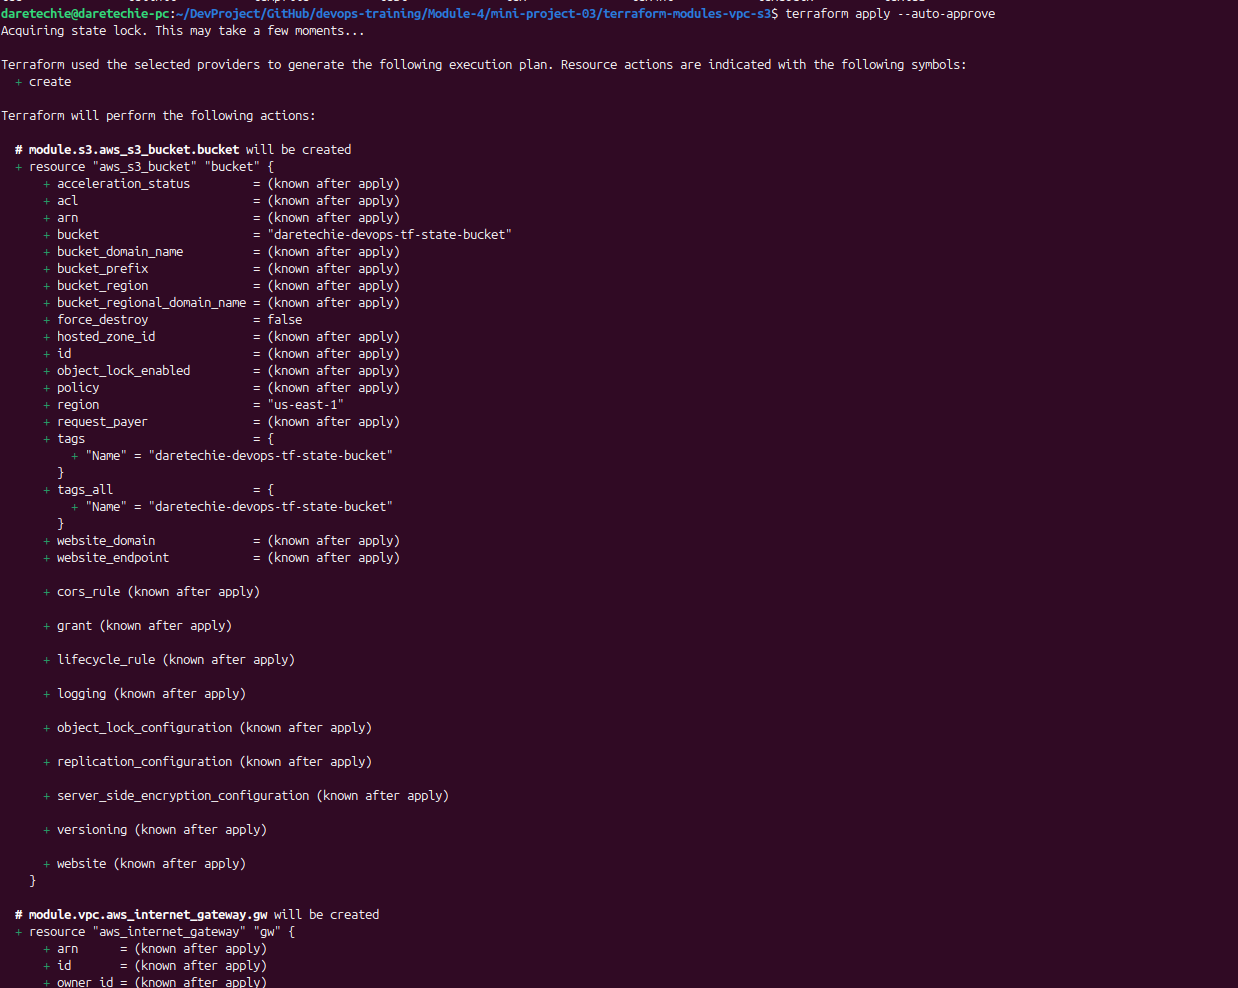 daretechie@daretechie-pc:~/DevProject/GitHub/devops-training/Module-4/mini-project-03/terraform-modules-vpc-s3$ terraform apply --auto-approve
Acquiring state lock. This may take a few moments...
Terraform used the selected providers to generate the following execution plan. Resource actions are indicated with the following symbols:
  + create
Terraform will perform the following actions:
  # module.s3.aws_s3_bucket.bucket will be created
  + resource "aws_s3_bucket" "bucket" {
      + acceleration_status         = (known after apply)
      + acl                         = (known after apply)
      + arn                         = (known after apply)
      + bucket                      = "daretechie-devops-tf-state-bucket"
      + bucket_domain_name          = (known after apply)
      + bucket_prefix               = (known after apply)
      + bucket_region               = (known after apply)
      + bucket_regional_domain_name = (known after apply)
      + force_destroy               = false
      + hosted_zone_id              = (known after apply)
      + id                          = (known after apply)
      + object_lock_enabled         = (known after apply)
      + policy                      = (known after apply)
      + region                      = "us-east-1"
      + request_payer               = (known after apply)
      + tags                        = {
          + "Name" = "daretechie-devops-tf-state-bucket"
        }
      + tags_all                    = {
          + "Name" = "daretechie-devops-tf-state-bucket"
        }
      + website_domain              = (known after apply)
      + website_endpoint            = (known after apply)
      + cors_rule (known after apply)
      + grant (known after apply)
      + lifecycle_rule (known after apply)
      + logging (known after apply)
      + object_lock_configuration (known after apply)
      + replication_configuration (known after apply)
      + server_side_encryption_configuration (known after apply)
      + versioning (known after apply)
      + website (known after apply)
    }
  # module.vpc.aws_internet_gateway.gw will be created
  + resource "aws_internet_gateway" "gw" {
      + arn      = (known after apply)
      + id       = (known after apply)
      + owner_id = (known after apply)